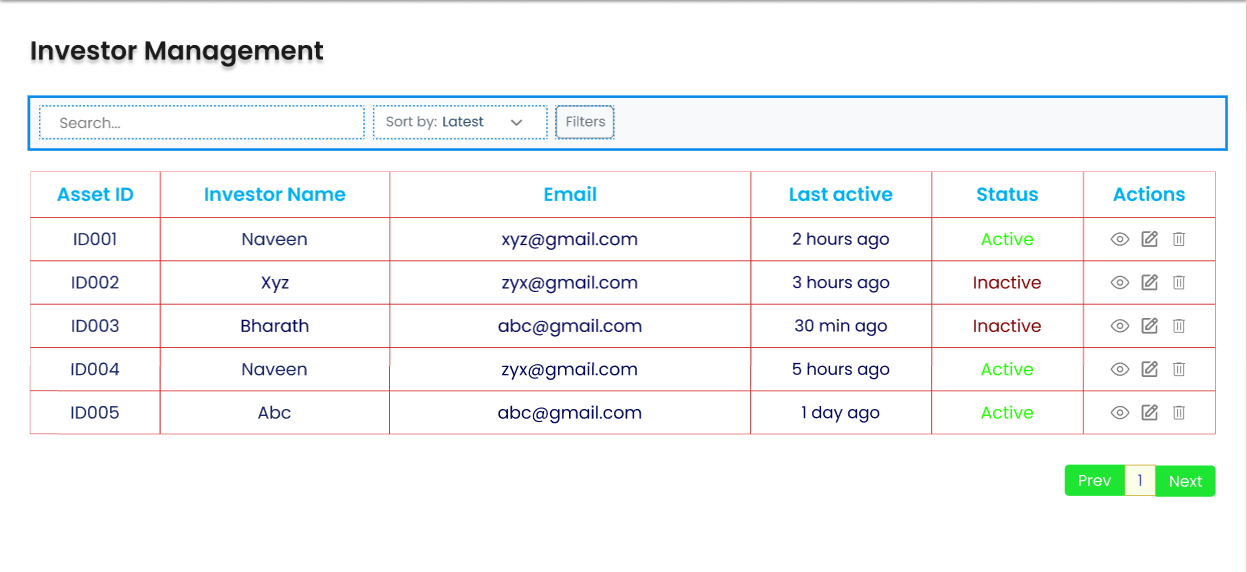 Investor Management
Search...
Sort by: Latest
Filters
Asset ID Investor Name Email Last active Status Actions
ID001 Naveen xyz@gmail.com 2 hours ago Active
ID002 Xyz zyx@gmail.com 3 hours ago Inactive
ID003 Bharath abc@gmail.com 30 min ago Inactive
ID004 Naveen zyx@gmail.com 5 hours ago Active
ID005 Abc abc@gmail.com 1 day ago Active
Prev 1 Next